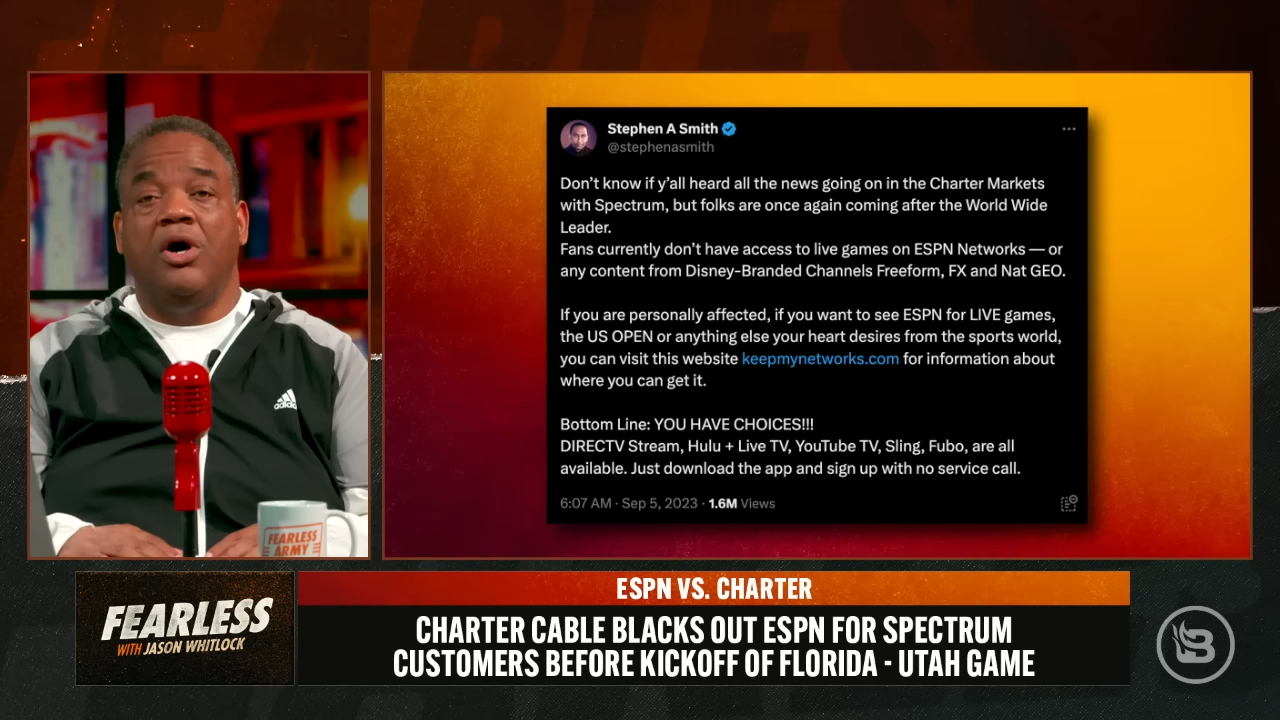 Stephen A Smith
@stephenasmith
Don't know if y'all heard all the news going on in the Charter Markets
with Spectrum, but folks are once again coming after the World Wide
Leader.
Fans currently don't have access to live games on ESPN Networks — or
any content from Disney-Branded Channels Freeform, FX and Nat GEO.
If you are personally affected, if you want to see ESPN for LIVE games,
the US OPEN or anything else your heart desires from the sports world,
you can visit this website keepmynetworks.com for information about
where you can get it.
Bottom Line: YOU HAVE CHOICES!!!
DIRECTV Stream, Hulu + Live TV, YouTube TV, Sling, Fubo, are all
available. Just download the app and sign up with no service call.
6:07 AM · Sep 5, 2023 · 1.6M Views
adidas
FEARLESS
ARMY
ESPN VS. CHARTER
CHARTER CABLE BLACKS OUT ESPN FOR SPECTRUM
CUSTOMERS BEFORE KICKOFF OF FLORIDA - UTAH GAME
FEARLESS
WITH JASON WHITLOCK
B